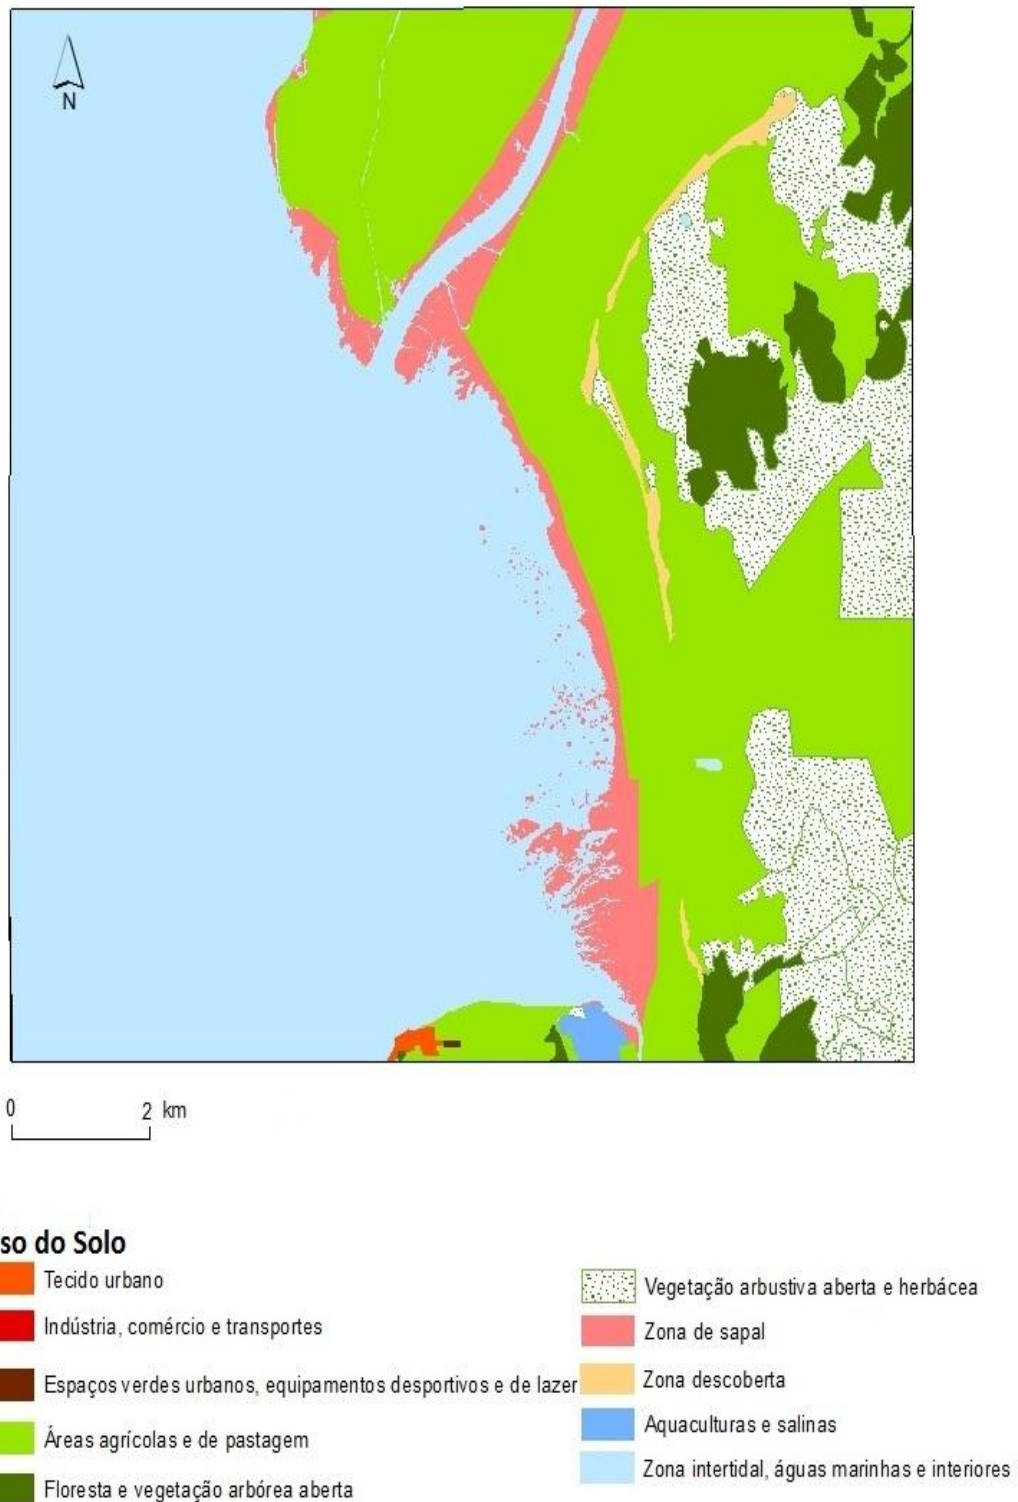 N
0 2 km
so do Solo
Tecido urbano
Indústria, comércio e transportes
Espaços verdes urbanos, equipamentos desportivos e de lazer
Áreas agrícolas e de pastagem
Floresta e vegetação arbórea aberta
Vegetação arbustiva aberta e herbácea
Zona de sapal
Zona descoberta
Aquaculturas e salinas
Zona intertidal, águas marinhas e interiores